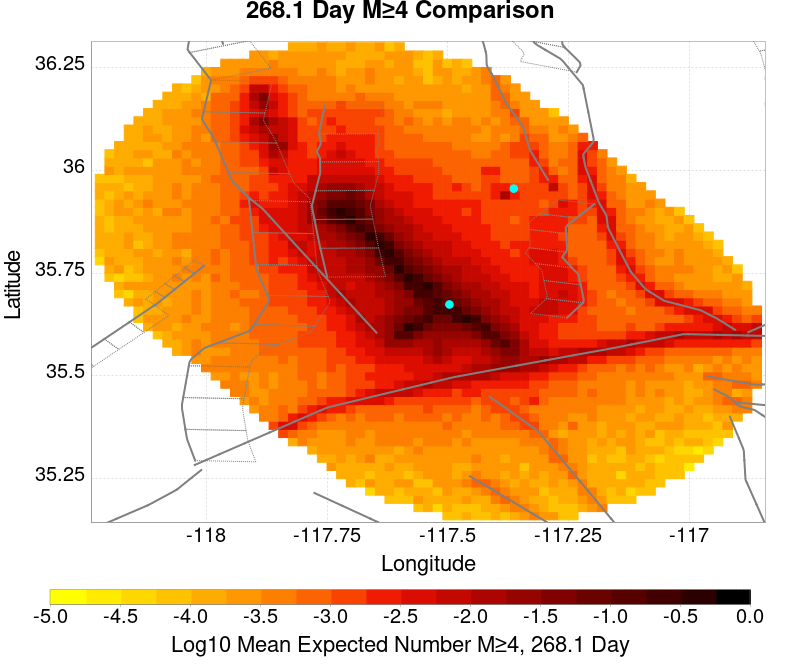 268.1 Day M≥4 Comparison
36.25
36
35.75
35.5
35.25
Latitude
-118 -117.75 -117.5 -117.25 -117
Longitude
-5.0 -4.5 -4.0 -3.5 -3.0 -2.5 -2.0 -1.5 -1.0 -0.5 0.0
Log10 Mean Expected Number M≥4, 268.1 Day